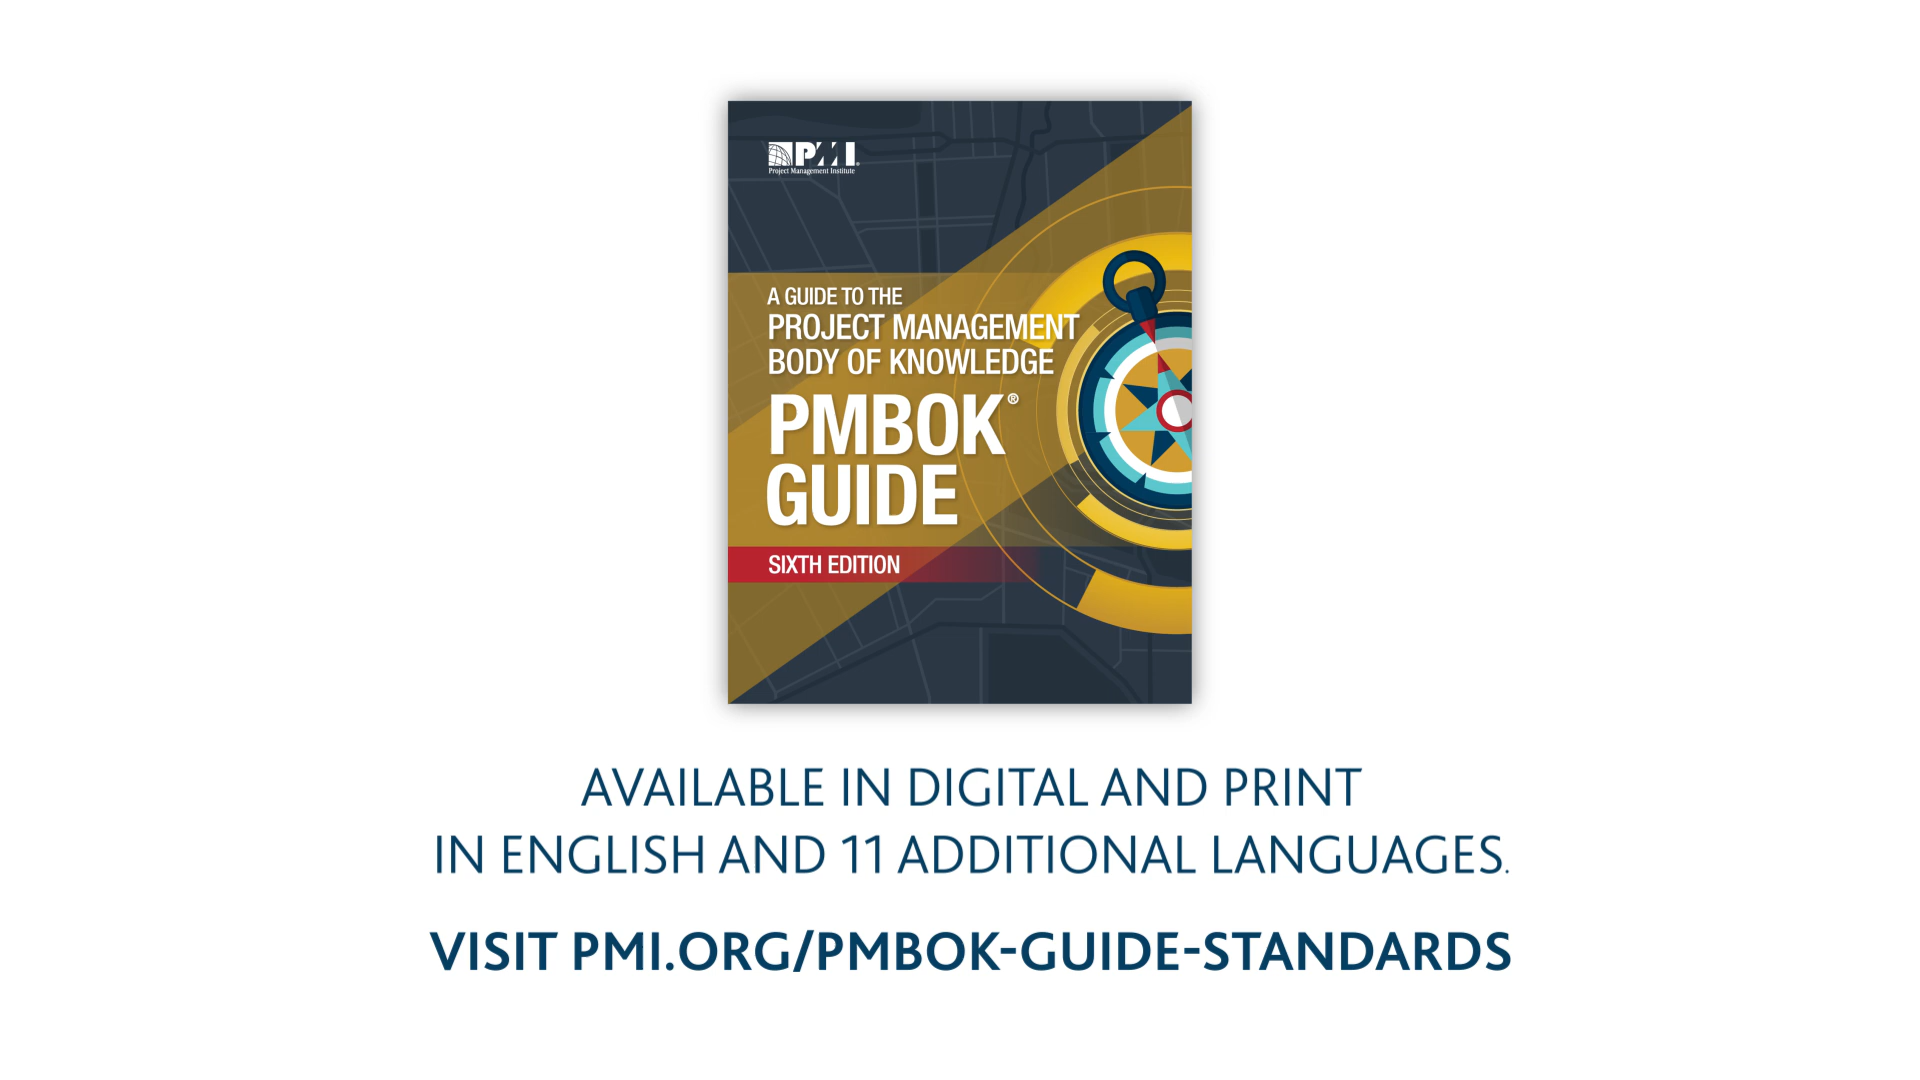 PMI®
Project Management Institute
A GUIDE TO THE
PROJECT MANAGEMENT
BODY OF KNOWLEDGE
PMBOK®
GUIDE
SIXTH EDITION
AVAILABLE IN DIGITAL AND PRINT
IN ENGLISH AND 11 ADDITIONAL LANGUAGES.
VISIT PMI.ORG/PMBOK-GUIDE-STANDARDS